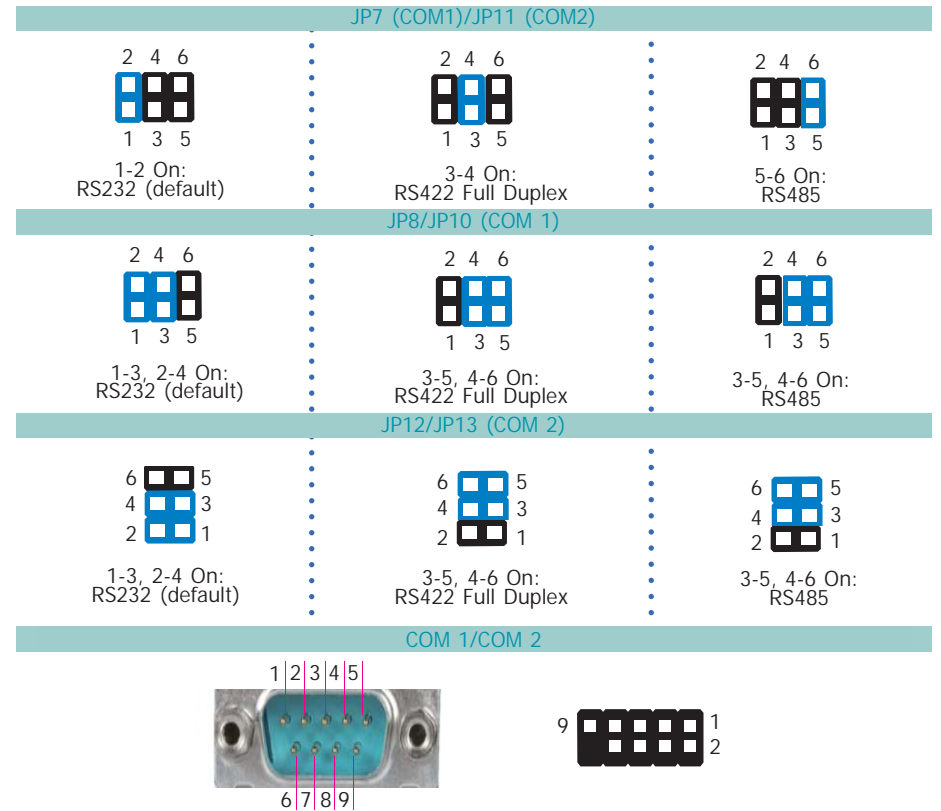 JP7 (COM1)/JP11 (COM2)
2 4 6
1 3 5
1-2 On:
RS232 (default)
2 4 6
1 3 5
3-4 On:
RS422 Full Duplex
2 4 6
1 3 5
5-6 On:
RS485
JP8/JP10 (COM 1)
2 4 6
1 3 5
1-3, 2-4 On:
RS232 (default)
2 4 6
1 3 5
3-5, 4-6 On:
RS422 Full Duplex
2 4 6
1 3 5
3-5, 4-6 On:
RS485
JP12/JP13 (COM 2)
6 5
4 3
2 1
1-3, 2-4 On:
RS232 (default)
6 5
4 3
2 1
3-5, 4-6 On:
RS422 Full Duplex
6 5
4 3
2 1
3-5, 4-6 On:
RS485
COM 1/COM 2
1 2 3 4 5
6 7 8 9
9 1
2